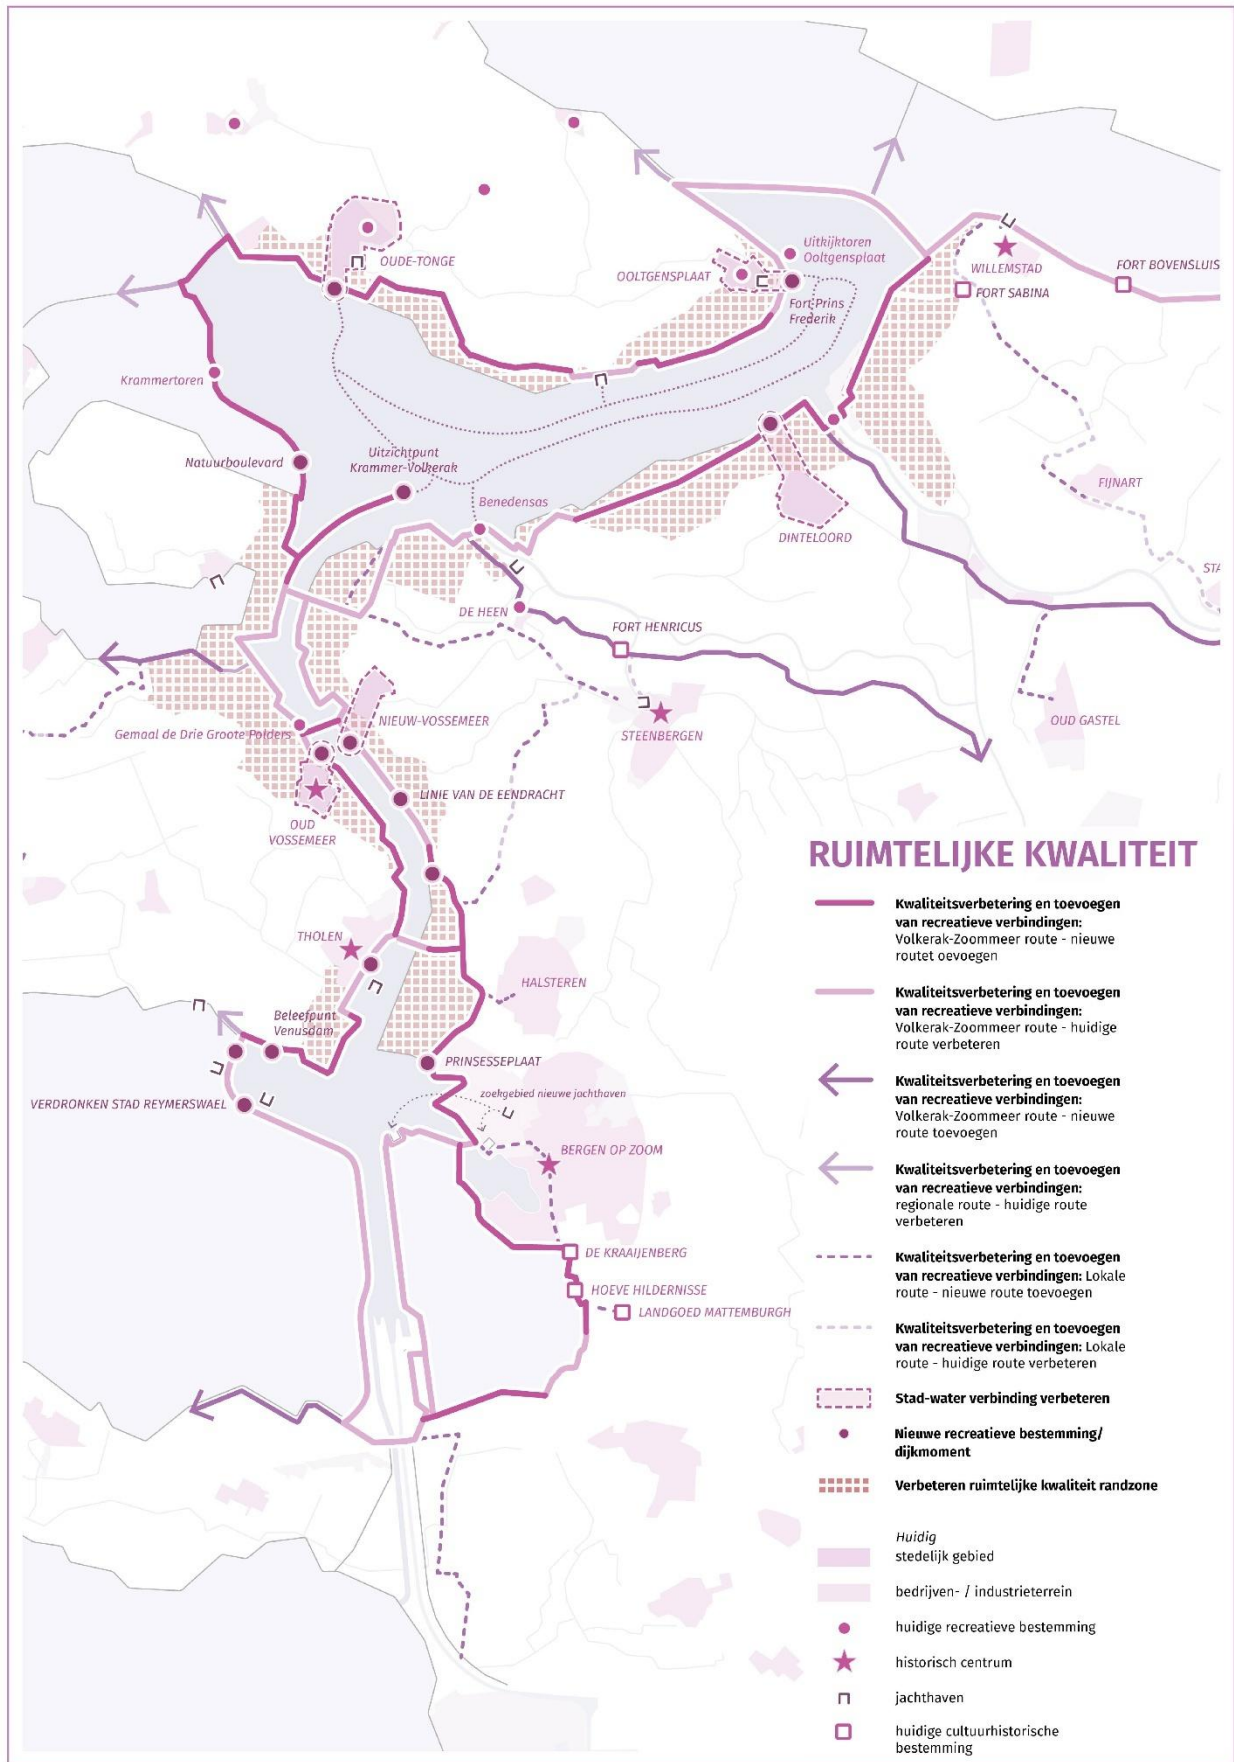 OUDE-TONGE
Uitkijktoren
Ooltgensplaat
OOLTGENSPLAAT
Fort Prins
Frederik
WILLEMSTAD
FORT SABINA
FORT BOVENSLUIS
Krammertoren
Natuurboulevard
Uitzichtpunt
Krammer-Volkerak
Benedensas
DINTELOORD
FIJNART
STA
DE HEEN
FORT HENRICUS
NIEUW-VOSSEMEER
Gemaal de Drie Groote Polders
STEENBERGEN
OUD GASTEL
LINIE VAN DE EENDRACHT
OUD
VOSSEMEER
THOLEN
HALSTEREN
Beleefpunt
Venusdam
PRINSESSEPLAAT
zoekgebied nieuwe jachthaven
VERDRONKEN STAD REYMERSWAEL
BERGEN OP ZOOM
DE KRAAIJENBERG
HOEVE HILDERNISSE
LANDGOED MATTEMBURGH
RUIMTELIJKE KWALITEIT
Kwaliteitsverbetering en toevoegen
van recreatieve verbindingen:
Volkerak-Zoommeer route - nieuwe
routet oevoegen
Kwaliteitsverbetering en toevoegen
van recreatieve verbindingen:
Volkerak-Zoommeer route - huidige
route verbeteren
Kwaliteitsverbetering en toevoegen
van recreatieve verbindingen:
Volkerak-Zoommeer route - nieuwe
route toevoegen
Kwaliteitsverbetering en toevoegen
van recreatieve verbindingen:
regionale route - huidige route
verbeteren
Kwaliteitsverbetering en toevoegen
van recreatieve verbindingen: Lokale
route - nieuwe route toevoegen
Kwaliteitsverbetering en toevoegen
van recreatieve verbindingen: Lokale
route - huidige route verbeteren
Stad-water verbinding verbeteren
Nieuwe recreatieve bestemming/
dijkmoment
Verbeteren ruimtelijke kwaliteit randzone
Huidig
stedelijk gebied
bedrijven- / industrieterrein
huidige recreatieve bestemming
historisch centrum
jachthaven
huidige cultuurhistorische
bestemming